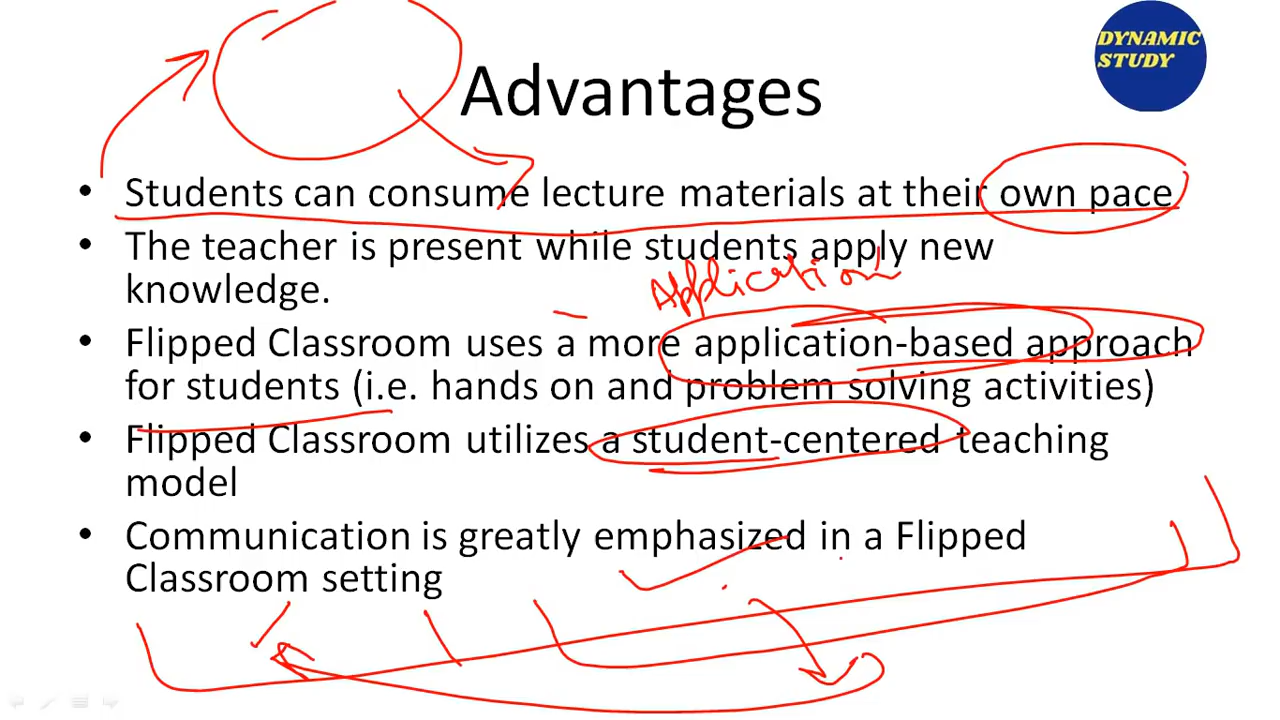 DYNAMIC
STUDY
Advantages
• Students can consume lecture materials at their own pace
• The teacher is present while students apply new
knowledge.
Application
• Flipped Classroom uses a more application-based approach
for students (i.e. hands on and problem solving activities)
• Flipped Classroom utilizes a student-centered teaching
model
• Communication is greatly emphasized in a Flipped
Classroom setting